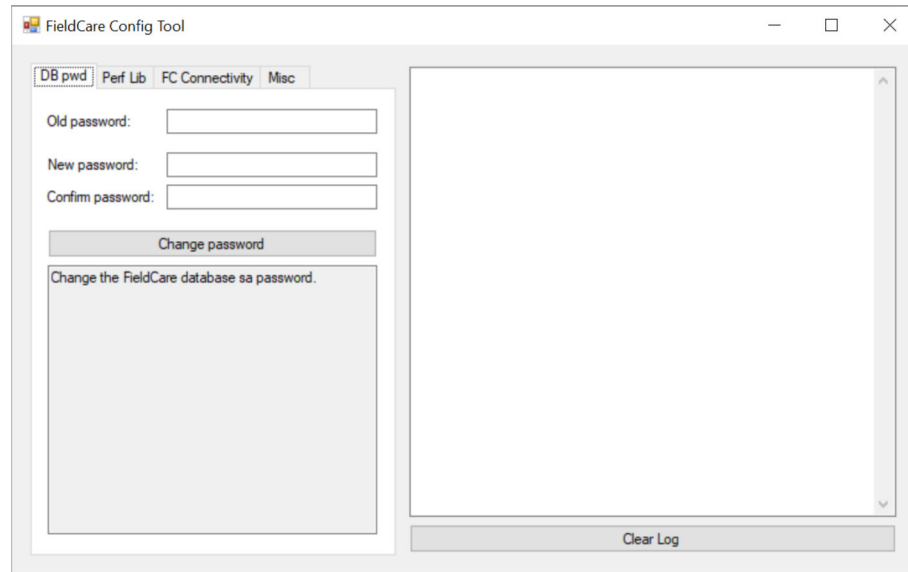 FieldCare Config Tool
DB pwd Perf Lib FC Connectivity Misc
Old password:
New password:
Confirm password:
Change password
Change the FieldCare database sa password.
Clear Log